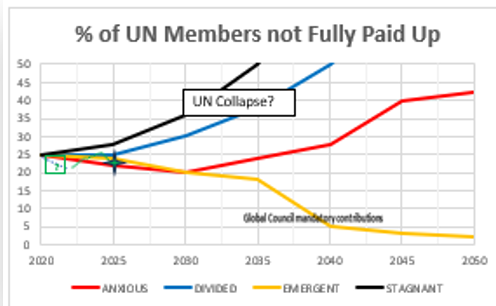 % of UN Members not Fully Paid Up
50
45
40
35
30
25
20
15
10
5
0
UN Collapse?
Global Council mandatory contributions
2020 2025 2030 2035 2040 2045 2050
ANXIOUS DIVIDED EMERGENT STAGNANT